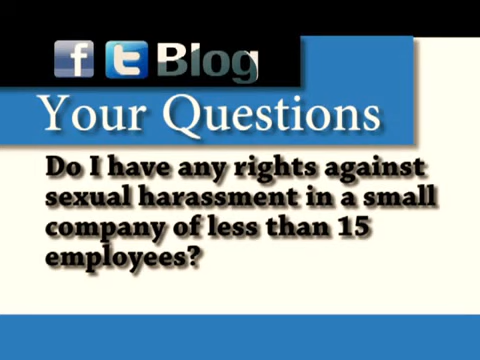 f t Blog
Your Questions
Do I have any rights against
sexual harassment in a small
company of less than 15
employees?